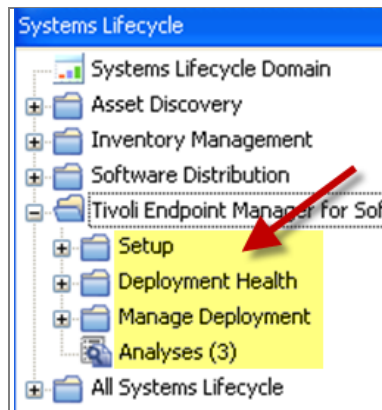 Systems Lifecycle
Systems Lifecycle Domain
Asset Discovery
Inventory Management
Software Distribution
Tivoli Endpoint Manager for Sof
Setup
Deployment Health
Manage Deployment
Analyses (3)
All Systems Lifecycle